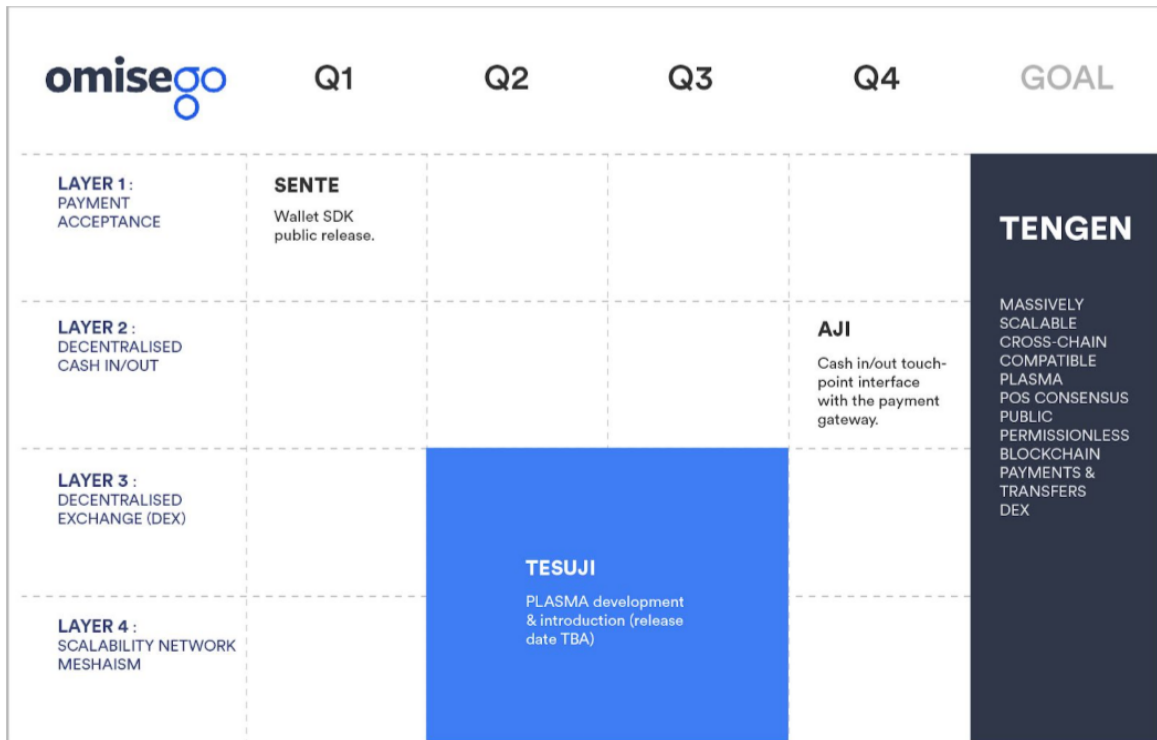 omisego Q1 Q2 Q3 Q4 GOAL
LAYER 1 :
PAYMENT
ACCEPTANCE
SENTE
Wallet SDK
public release.
LAYER 2 :
DECENTRALISED
CASH IN/OUT
AJI
Cash in/out touch-
point interface
with the payment
gateway.
LAYER 3 :
DECENTRALISED
EXCHANGE (DEX)
LAYER 4 :
SCALABILITY NETWORK
MESHAISM
TESUJI
PLASMA development
& introduction (release
date TBA)
TENGEN
MASSIVELY
SCALABLE
CROSS-CHAIN
COMPATIBLE
PLASMA
POS CONSENSUS
PUBLIC
PERMISSIONLESS
BLOCKCHAIN
PAYMENTS &
TRANSFERS
DEX